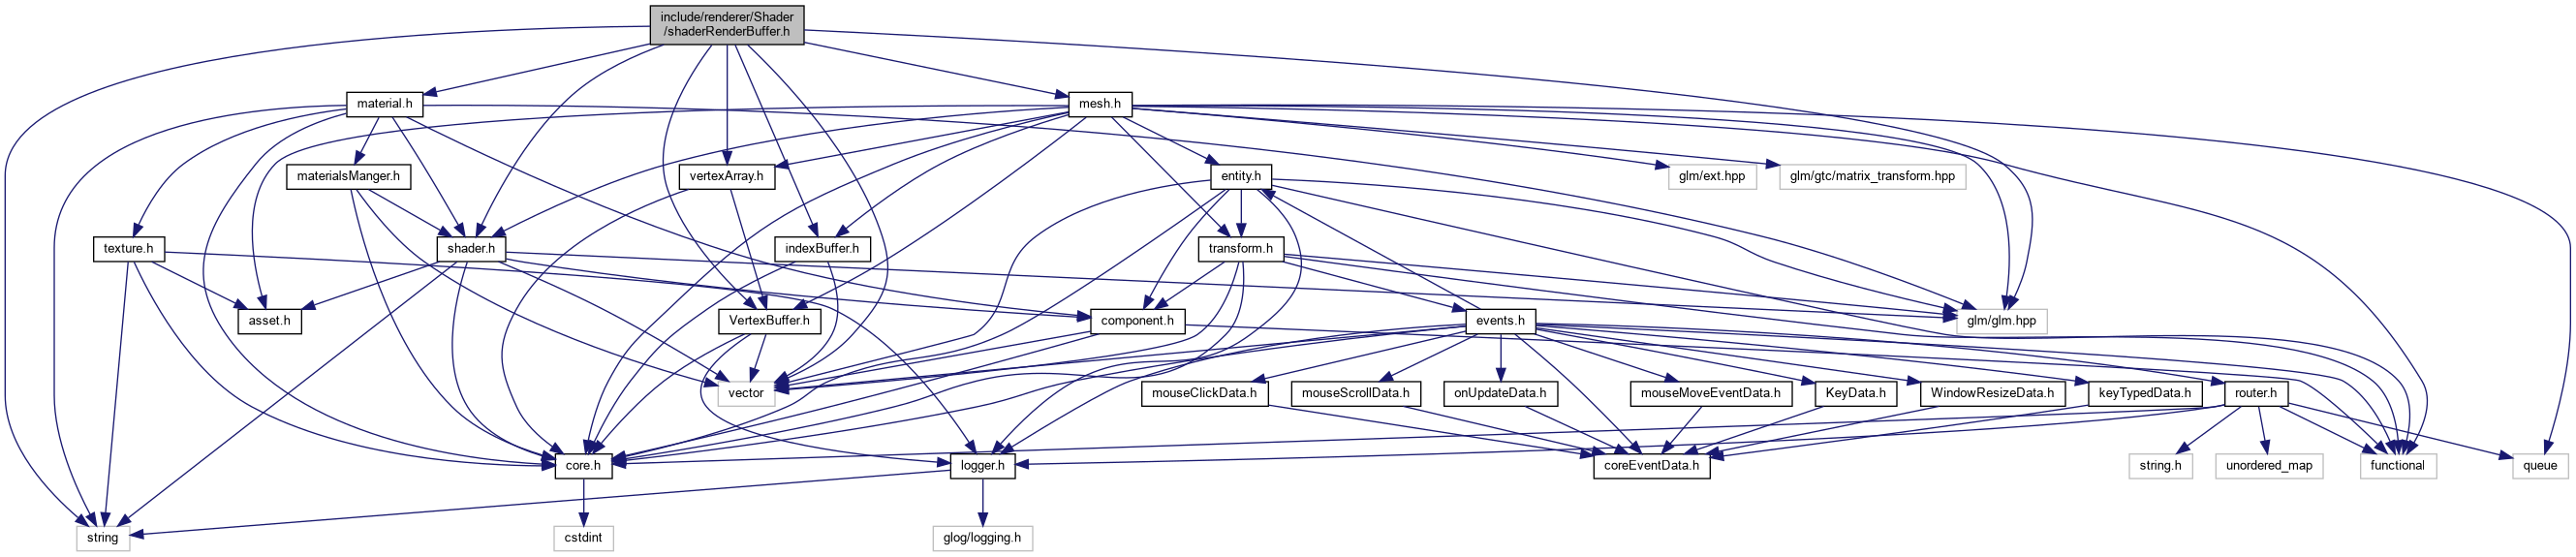 include/renderer/Shader
/shaderRenderBuffer.h
material.h
mesh.h
materialsManger.h
vertexArray.h
entity.h
glm/ext.hpp
glm/gtc/matrix_transform.hpp
texture.h
shader.h
indexBuffer.h
transform.h
asset.h
VertexBuffer.h
component.h
events.h
glm/glm.hpp
vector
mouseClickData.h
mouseScrollData.h
onUpdateData.h
mouseMoveEventData.h
KeyData.h
WindowResizeData.h
keyTypedData.h
router.h
core.h
logger.h
coreEventData.h
string.h
unordered_map
functional
queue
string
cstdint
glog/logging.h